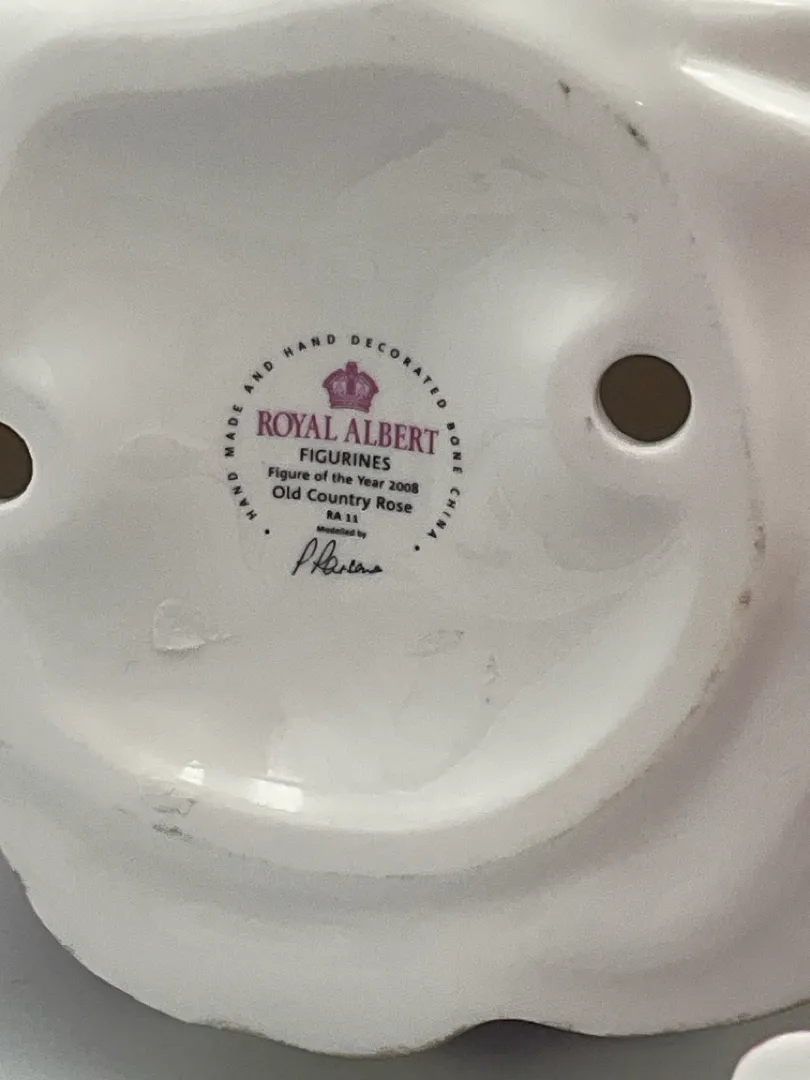 • HAND MADE AND HAND DECORATED BONE CHINA •
ROYAL ALBERT
FIGURINES
Figure of the Year 2008
Old Country Rose
RA 11
Modelled by
P Parsons